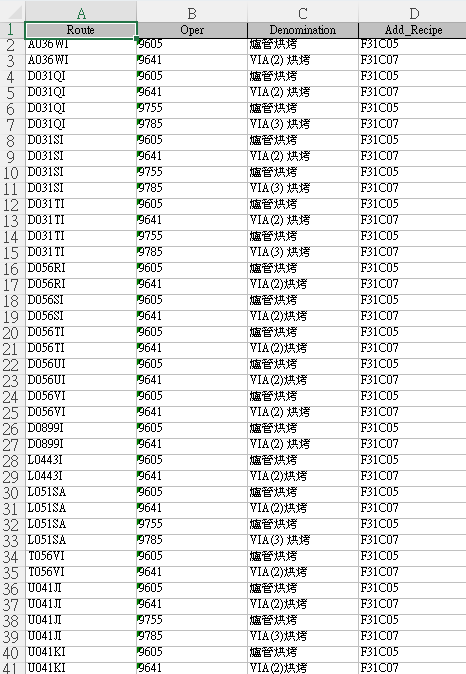 A B C D
1 Route Oper Denomination Add_Recipe
2 A036WI 9605 爐管烘烤 F31C05
3 A036WI 9641 VIA(2) 烘烤 F31C07
4 D031QI 9605 爐管烘烤 F31C05
5 D031QI 9641 VIA(2) 烘烤 F31C07
6 D031QI 9755 爐管烘烤 F31C05
7 D031QI 9785 VIA(3) 烘烤 F31C07
8 D031SI 9605 爐管烘烤 F31C05
9 D031SI 9641 VIA(2) 烘烤 F31C07
10 D031SI 9755 爐管烘烤 F31C05
11 D031SI 9785 VIA(3) 烘烤 F31C07
12 D031TI 9605 爐管烘烤 F31C05
13 D031TI 9641 VIA(2) 烘烤 F31C07
14 D031TI 9755 爐管烘烤 F31C05
15 D031TI 9785 VIA(3) 烘烤 F31C07
16 D056RI 9605 爐管烘烤 F31C05
17 D056RI 9641 VIA(2)烘烤 F31C07
18 D056SI 9605 爐管烘烤 F31C05
19 D056SI 9641 VIA(2)烘烤 F31C07
20 D056TI 9605 爐管烘烤 F31C05
21 D056TI 9641 VIA(2)烘烤 F31C07
22 D056UI 9605 爐管烘烤 F31C05
23 D056UI 9641 VIA(2)烘烤 F31C07
24 D056VI 9605 爐管烘烤 F31C05
25 D056VI 9641 VIA(2) 烘烤 F31C07
26 D0899I 9605 爐管烘烤 F31C05
27 D0899I 9641 VIA(2) 烘烤 F31C07
28 L0443I 9605 爐管烘烤 F31C05
29 L0443I 9641 VIA(2)烘烤 F31C07
30 L051SA 9605 爐管烘烤 F31C05
31 L051SA 9641 VIA(2)烘烤 F31C07
32 L051SA 9755 爐管烘烤 F31C05
33 L051SA 9785 VIA(3) 烘烤 F31C07
34 T056VI 9605 爐管烘烤 F31C05
35 T056VI 9641 VIA(2)烘烤 F31C07
36 U041JI 9605 爐管烘烤 F31C05
37 U041JI 9641 VIA(2)烘烤 F31C07
38 U041JI 9755 爐管烘烤 F31C05
39 U041JI 9785 VIA(3)烘烤 F31C07
40 U041KI 9605 爐管烘烤 F31C05
41 U041KI 9641 VIA(2)烘烤 F31C07